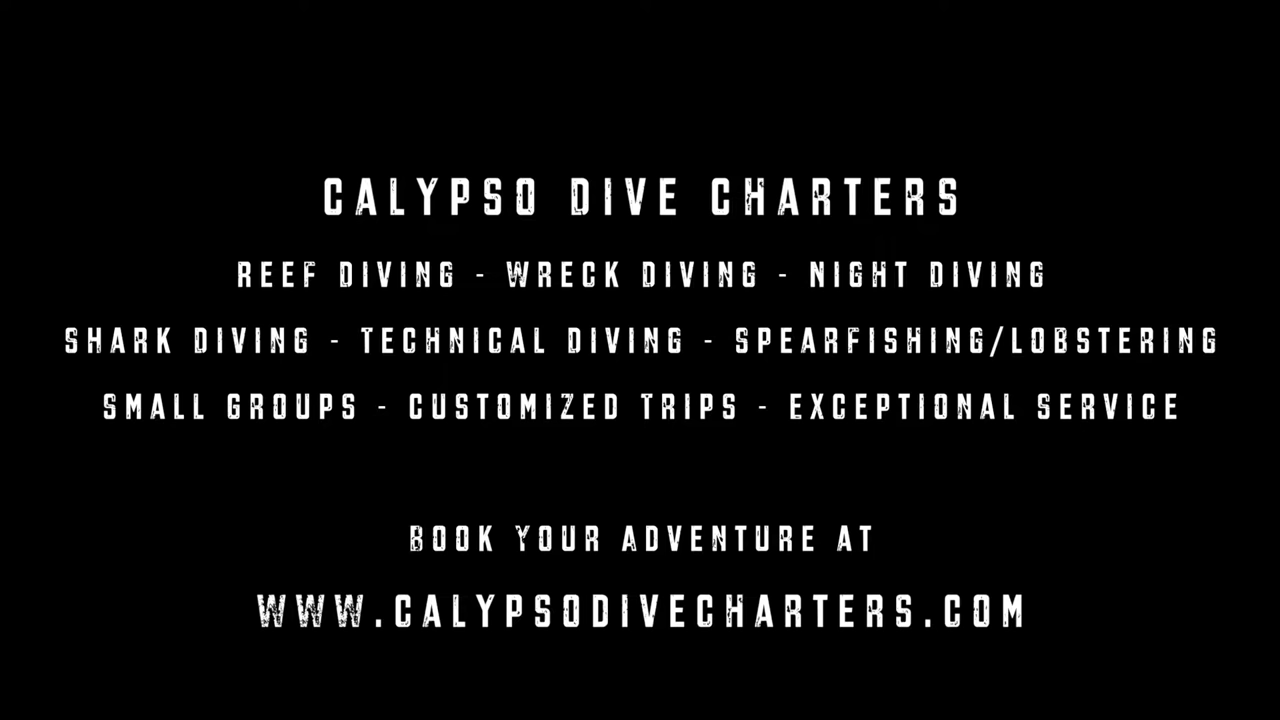 CALYPSO DIVE CHARTERS
REEF DIVING - WRECK DIVING - NIGHT DIVING
SHARK DIVING - TECHNICAL DIVING - SPEARFISHING/LOBSTERING
SMALL GROUPS - CUSTOMIZED TRIPS - EXCEPTIONAL SERVICE
BOOK YOUR ADVENTURE AT
WWW.CALYPSODIVECHARTERS.COM